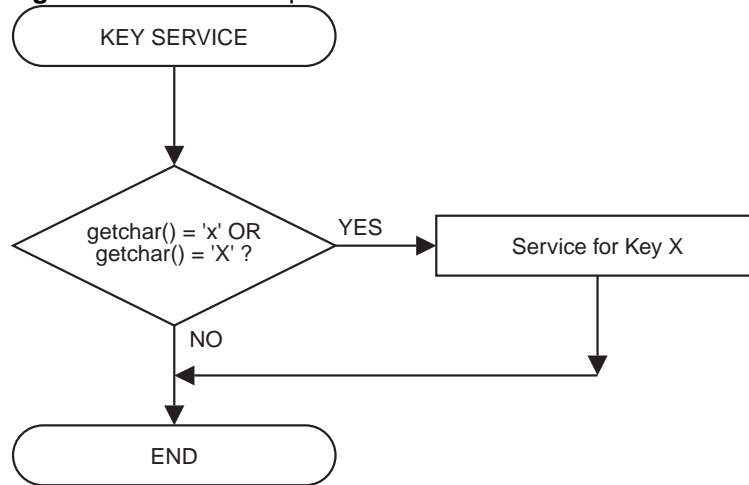 KEY SERVICE
getchar() = 'x' OR
getchar() = 'X' ?
YES
Service for Key X
NO
END